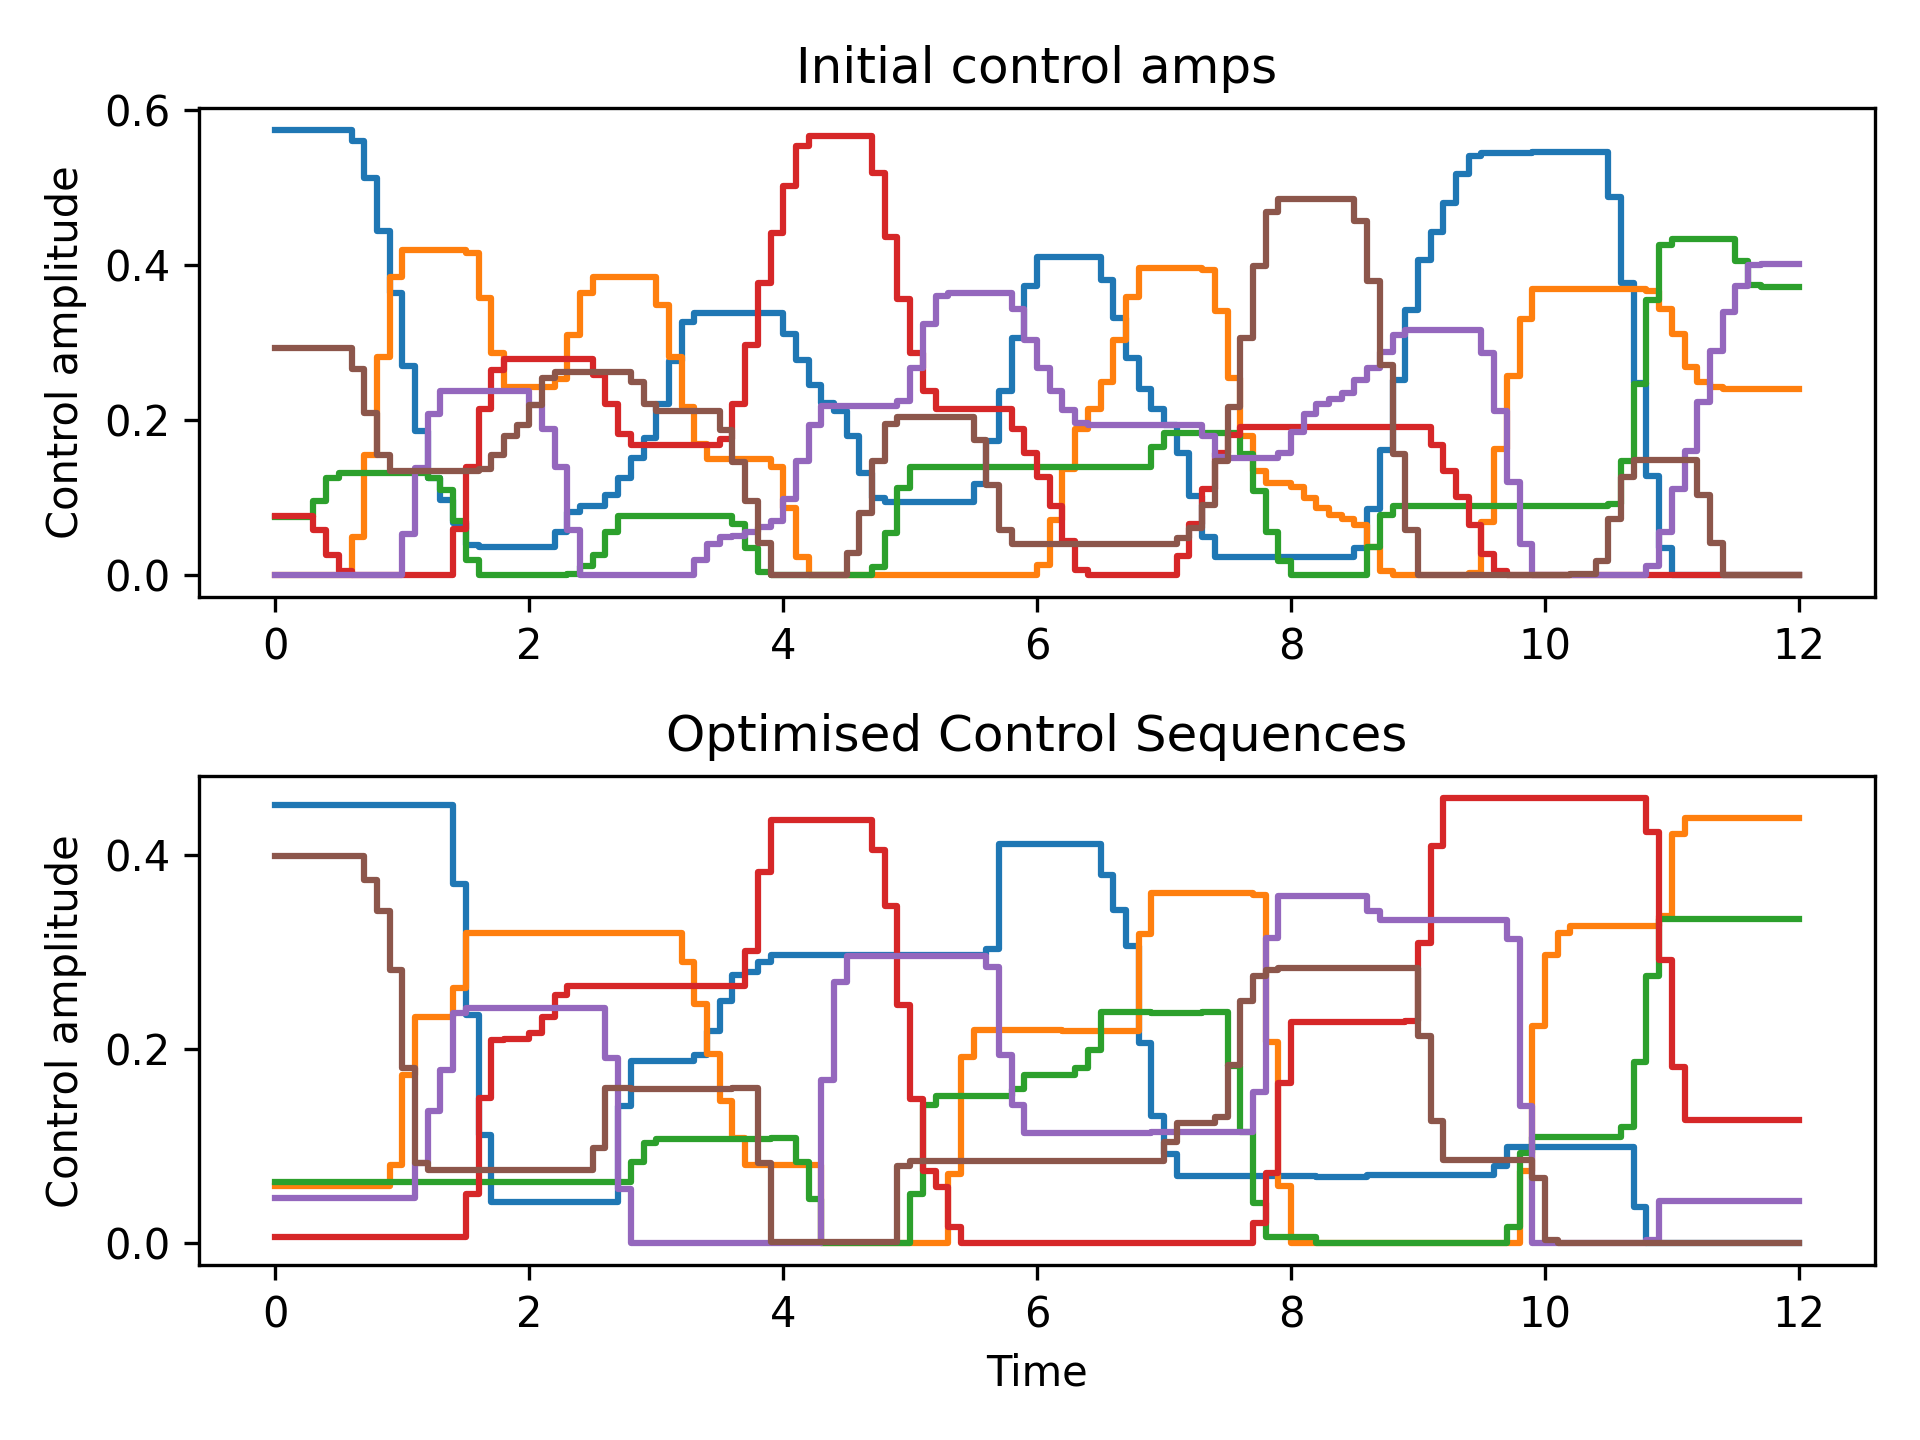 Initial control amps
Control amplitude
0.6
0.4
0.2
0.0
0 2 4 6 8 10 12
Optimised Control Sequences
Control amplitude
0.4
0.2
0.0
0 2 4 6 8 10 12
Time